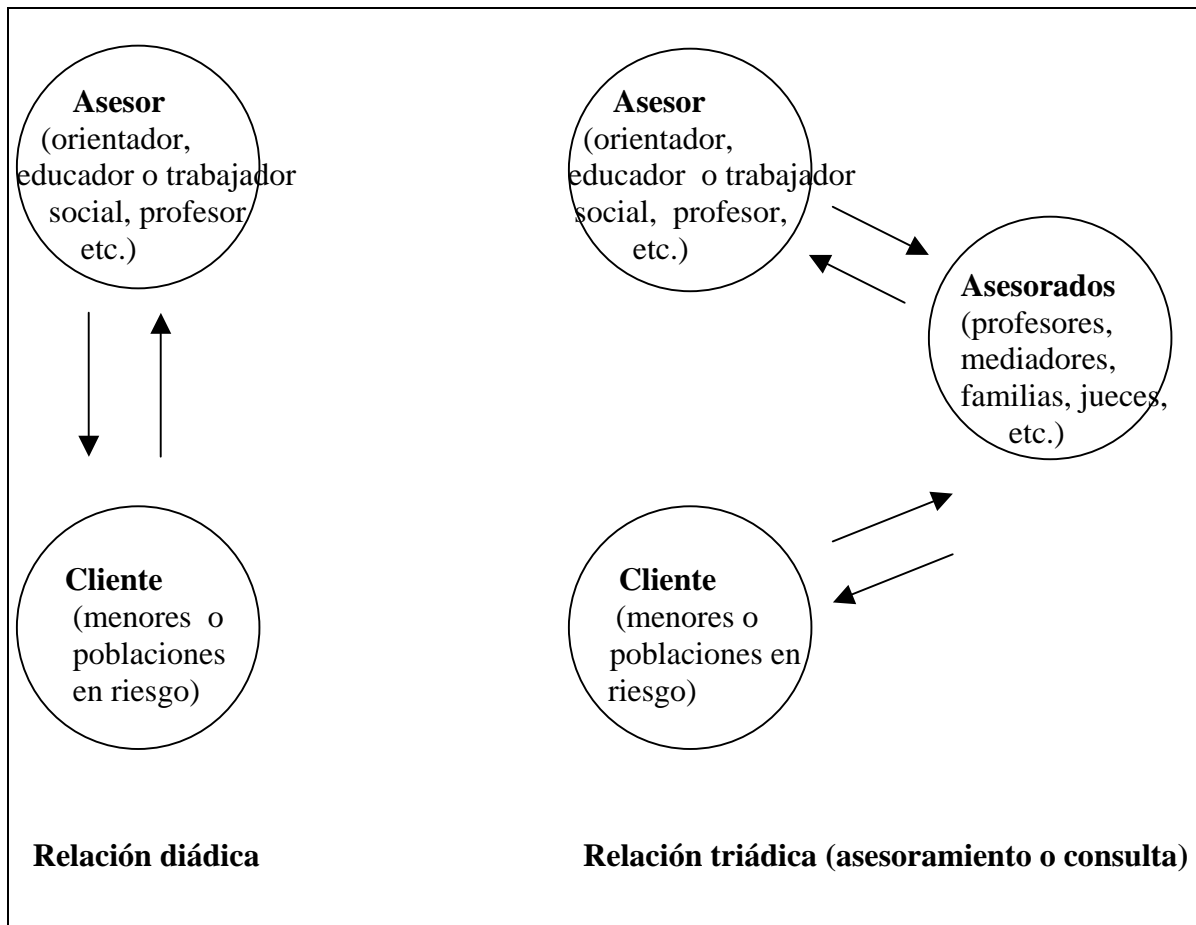 Asesor
(orientador,
educador o trabajador
social, profesor
etc.)
Cliente
(menores o
poblaciones
en riesgo)
Relación diádica
Asesor
(orientador,
educador o trabajador
social, profesor,
etc.)
Asesorados
(profesores,
mediadores,
familias, jueces,
etc.)
Cliente
(menores o
poblaciones en
riesgo)
Relación triádica (asesoramiento o consulta)